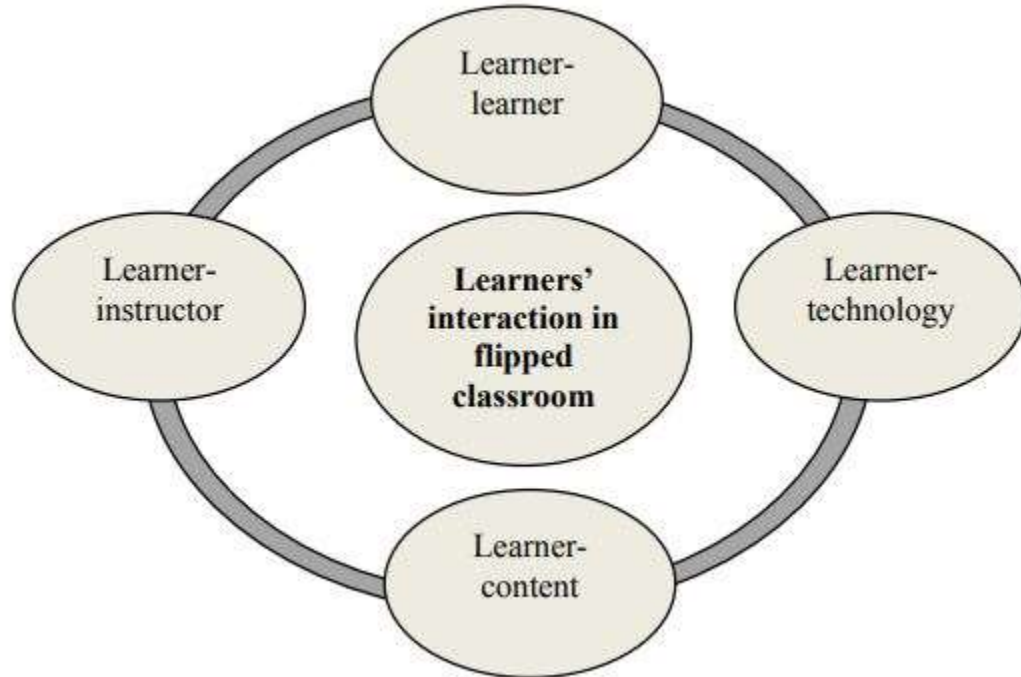 Learner-
learner
Learner-
instructor
Learners’
interaction in
flipped
classroom
Learner-
technology
Learner-
content